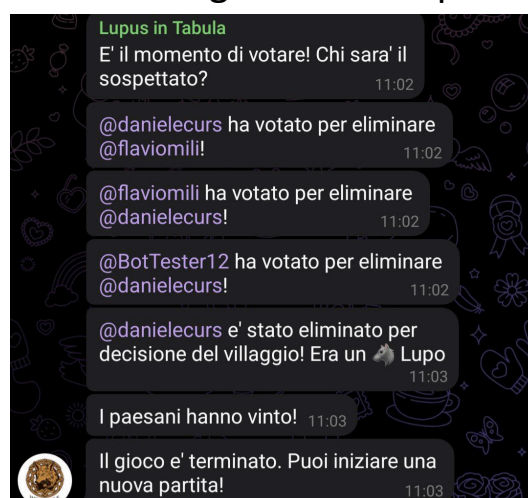 Lupus in Tabula
E' il momento di votare! Chi sara' il
sospettato?
11:02
@danielecurs ha votato per eliminare
@flaviomili!
11:02
@flaviomili ha votato per eliminare
@danielecurs!
11:02
@BotTester12 ha votato per eliminare
@danielecurs!
11:02
@danielecurs e' stato eliminato per
decisione del villaggio! Era un 🐺 Lupo
11:03
I paesani hanno vinto! 11:03
Il gioco e' terminato. Puoi iniziare una
nuova partita!
11:03